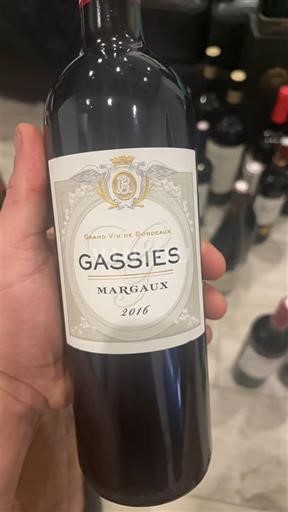 GRAND VIN DE BORDEAUX
GASSIES
MARGAUX
2016